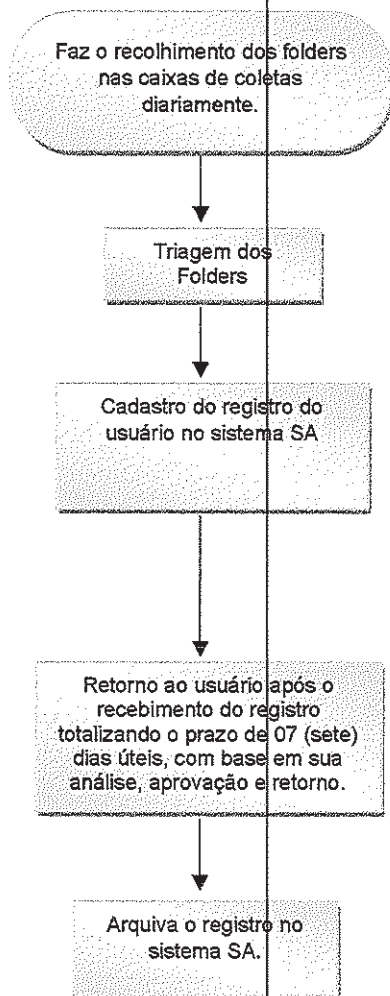 Faz o recolhimento dos folders
nas caixas de coletas
diariamente.
Triagem dos
Folders
Cadastro do registro do
usuário no sistema SA
Retorno ao usuário após o
recebimento do registro
totalizando o prazo de 07 (sete)
dias úteis, com base em sua
análise, aprovação e retorno.
Arquiva o registro no
sistema SA.